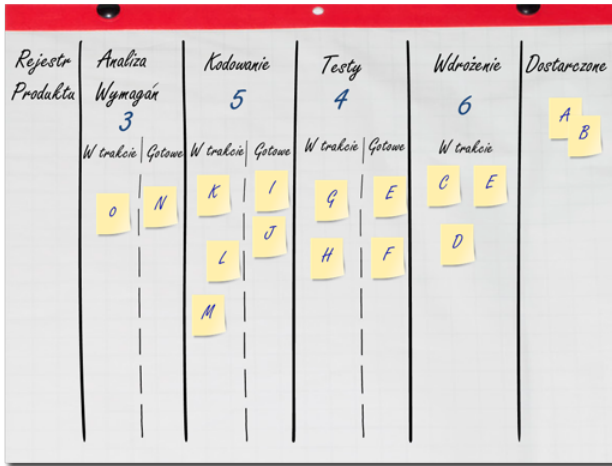 Rejestr Produktu
Analiza Wymagań
3
W trakcie Gotowe
O N
Kodowanie
5
W trakcie Gotowe
K I
L J
M
Testy
4
W trakcie Gotowe
G E
H F
Wdrożenie
6
W trakcie
C E
D
Dostarczone
A
B